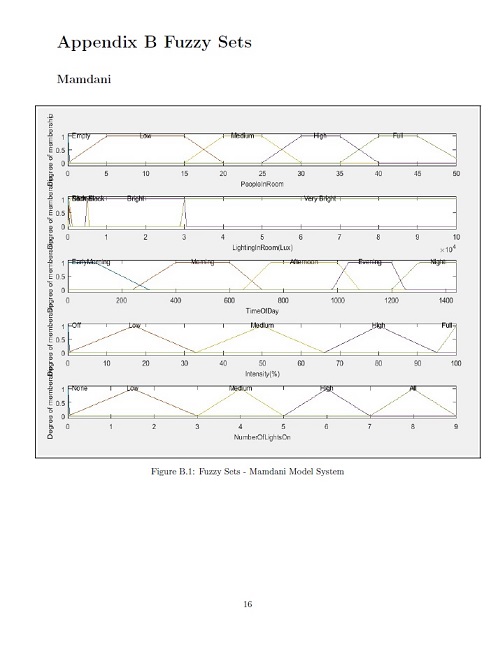 Appendix B Fuzzy Sets
Mamdani
Empty Low Medium High Full
1
0.5
0
0 5 10 15 20 25 30 35 40 45 50
PeopleInRoom
Degree of membership
Bright Very Bright
1
0.5
0
0 1 2 3 4 5 6 7 8 9 10
LightingInRoom(Lux)
×10⁴
Degree of membership
EarlyMorning Morning Afternoon Evening Night
1
0.5
0
0 200 400 600 800 1000 1200 1400
TimeOfDay
Degree of membership
Off Low Medium High Full
1
0.5
0
0 10 20 30 40 50 60 70 80 90 100
Intensity(%)
Degree of membership
None Low Medium High All
1
0.5
0
0 1 2 3 4 5 6 7 8 9
NumberOfLightsOn
Degree of membership
Figure B.1: Fuzzy Sets - Mamdani Model System
16